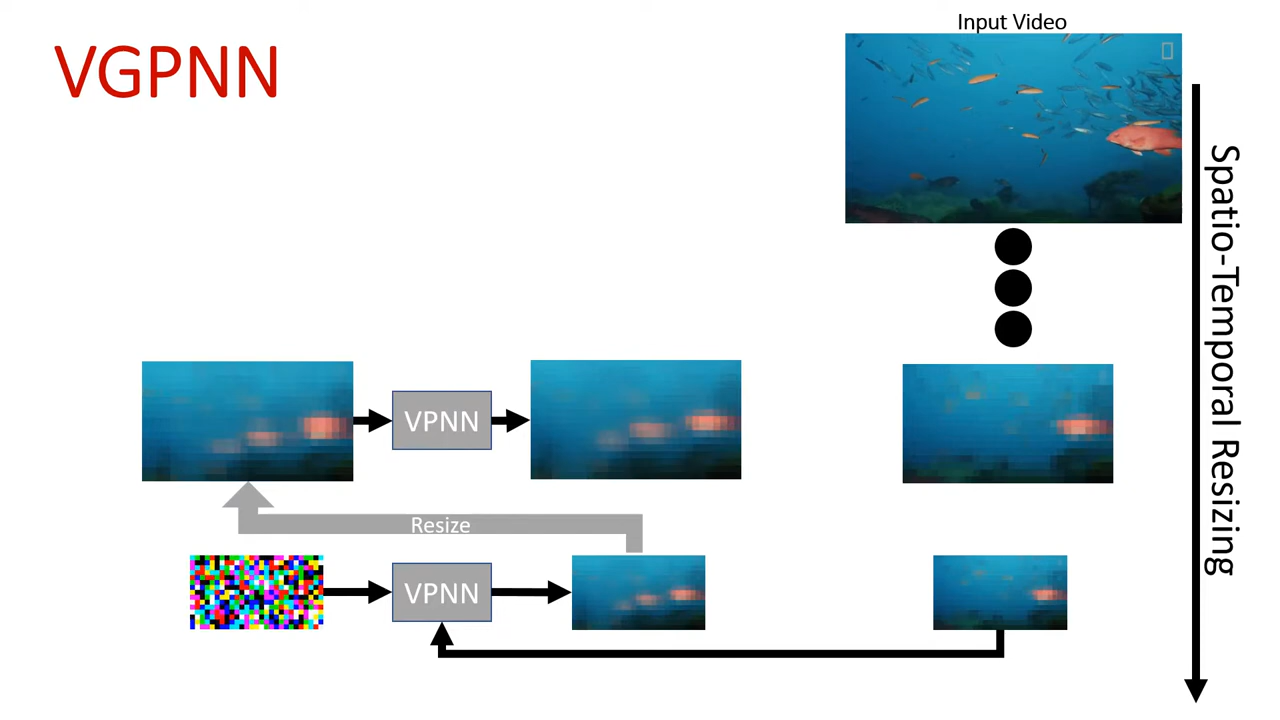 VGPNN
Input Video
Spatio-Temporal Resizing
VPNN
Resize
VPNN